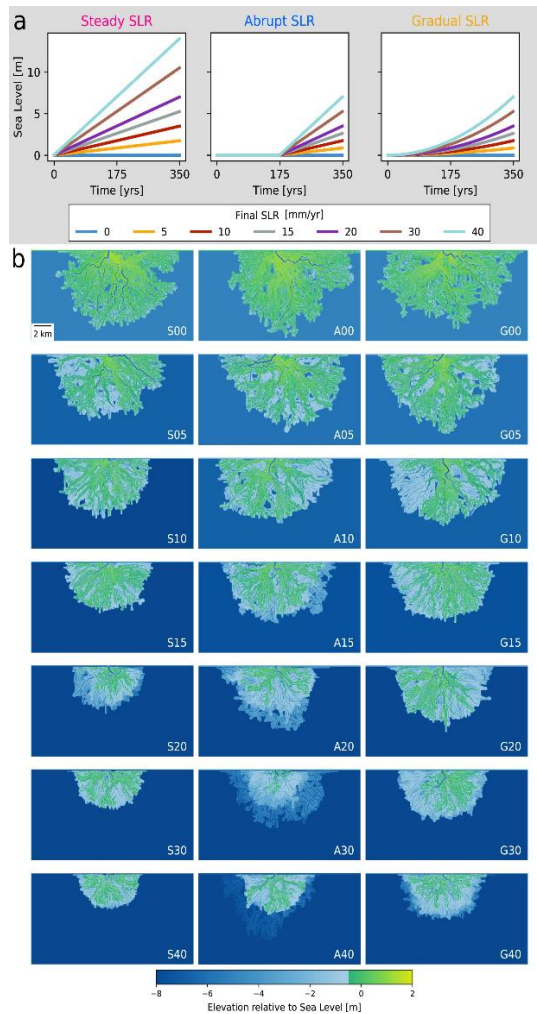 a
Steady SLR Abrupt SLR Gradual SLR
Sea Level [m]
10
5
0
0 175 350 0 175 350 0 175 350
Time [yrs] Time [yrs] Time [yrs]
Final SLR [mm/yr]
0 5 10 15 20 30 40
b
2 km
S00 A00 G00
S05 A05 G05
S10 A10 G10
S15 A15 G15
S20 A20 G20
S30 A30 G30
S40 A40 G40
−8 −6 −4 −2 0 2
Elevation relative to Sea Level [m]